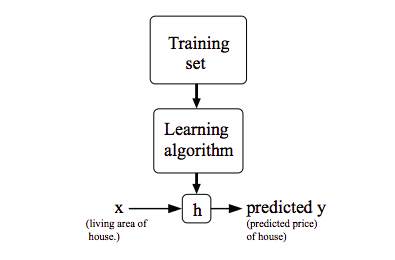 Training
set
Learning
algorithm
x
h
predicted y
(living area of
house.)
(predicted price)
of house)